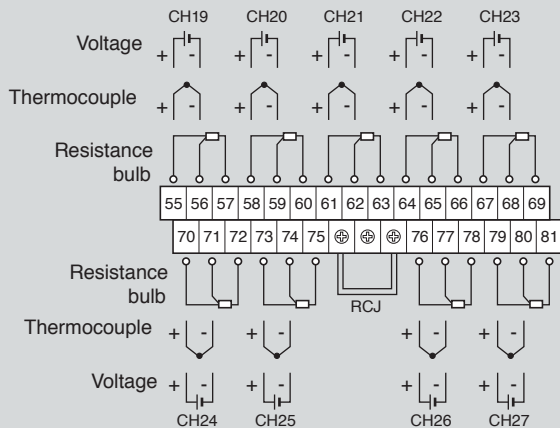 CH19 CH20 CH21 CH22 CH23
Voltage + - + - + - + - + -
Thermocouple + - + - + - + - + -
Resistance
bulb
55 56 57 58 59 60 61 62 63 64 65 66 67 68 69
70 71 72 73 74 75 76 77 78 79 80 81
Resistance
bulb
RCJ
Thermocouple + - + - + - + -
Voltage + - + - + - + -
CH24 CH25 CH26 CH27